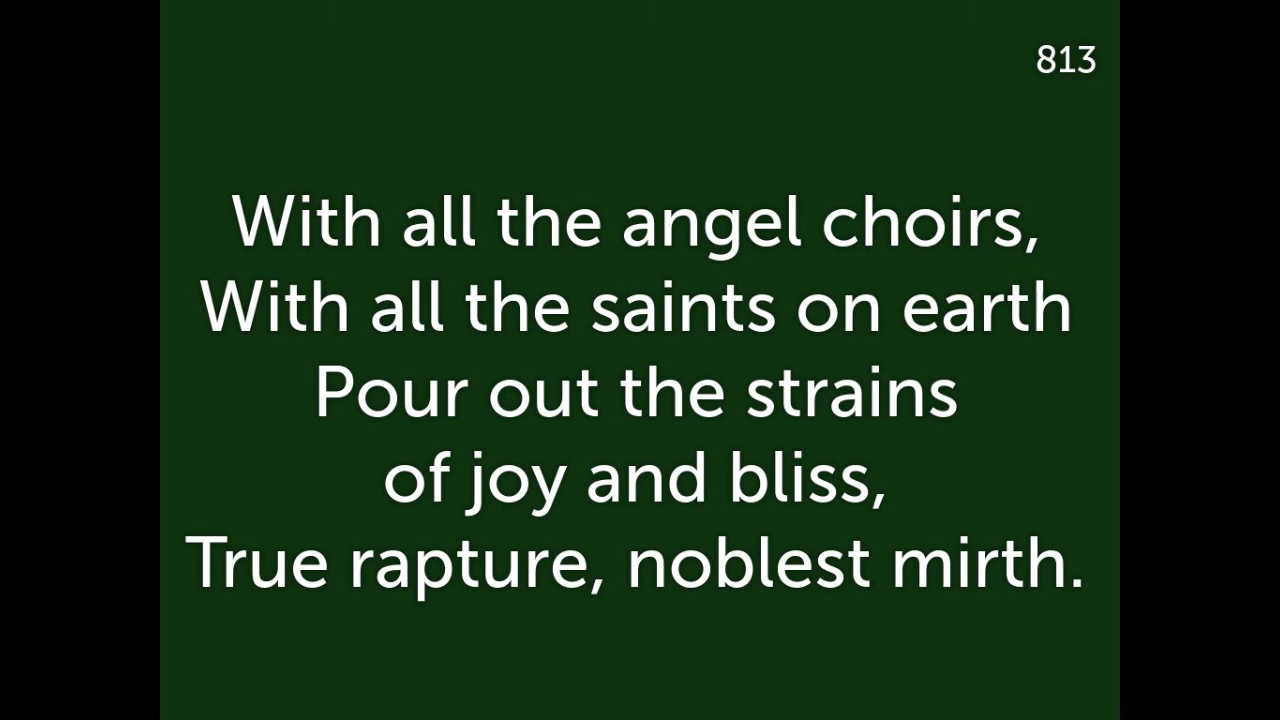 813
With all the angel choirs,
With all the saints on earth
Pour out the strains
of joy and bliss,
True rapture, noblest mirth.